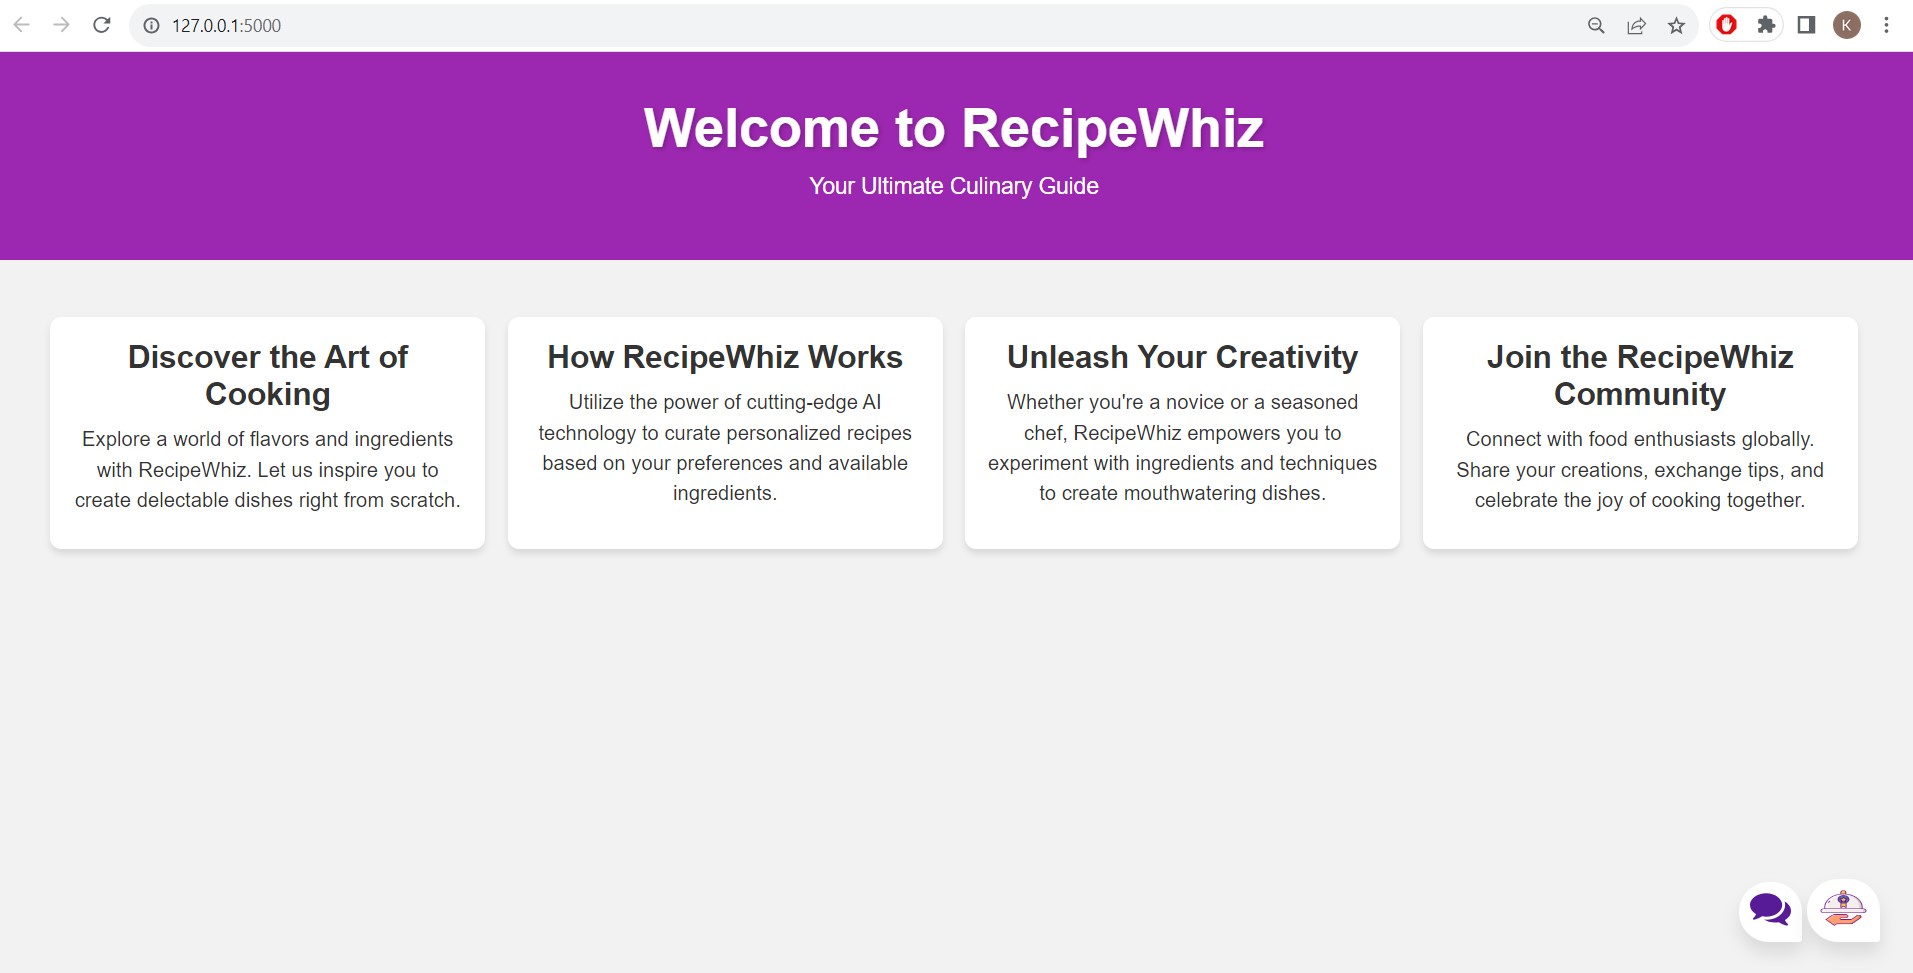 127.0.0.1:5000
K
Welcome to RecipeWhiz
Your Ultimate Culinary Guide
Discover the Art of
Cooking
Explore a world of flavors and ingredients
with RecipeWhiz. Let us inspire you to
create delectable dishes right from scratch.
How RecipeWhiz Works
Utilize the power of cutting-edge AI
technology to curate personalized recipes
based on your preferences and available
ingredients.
Unleash Your Creativity
Whether you're a novice or a seasoned
chef, RecipeWhiz empowers you to
experiment with ingredients and techniques
to create mouthwatering dishes.
Join the RecipeWhiz
Community
Connect with food enthusiasts globally.
Share your creations, exchange tips, and
celebrate the joy of cooking together.